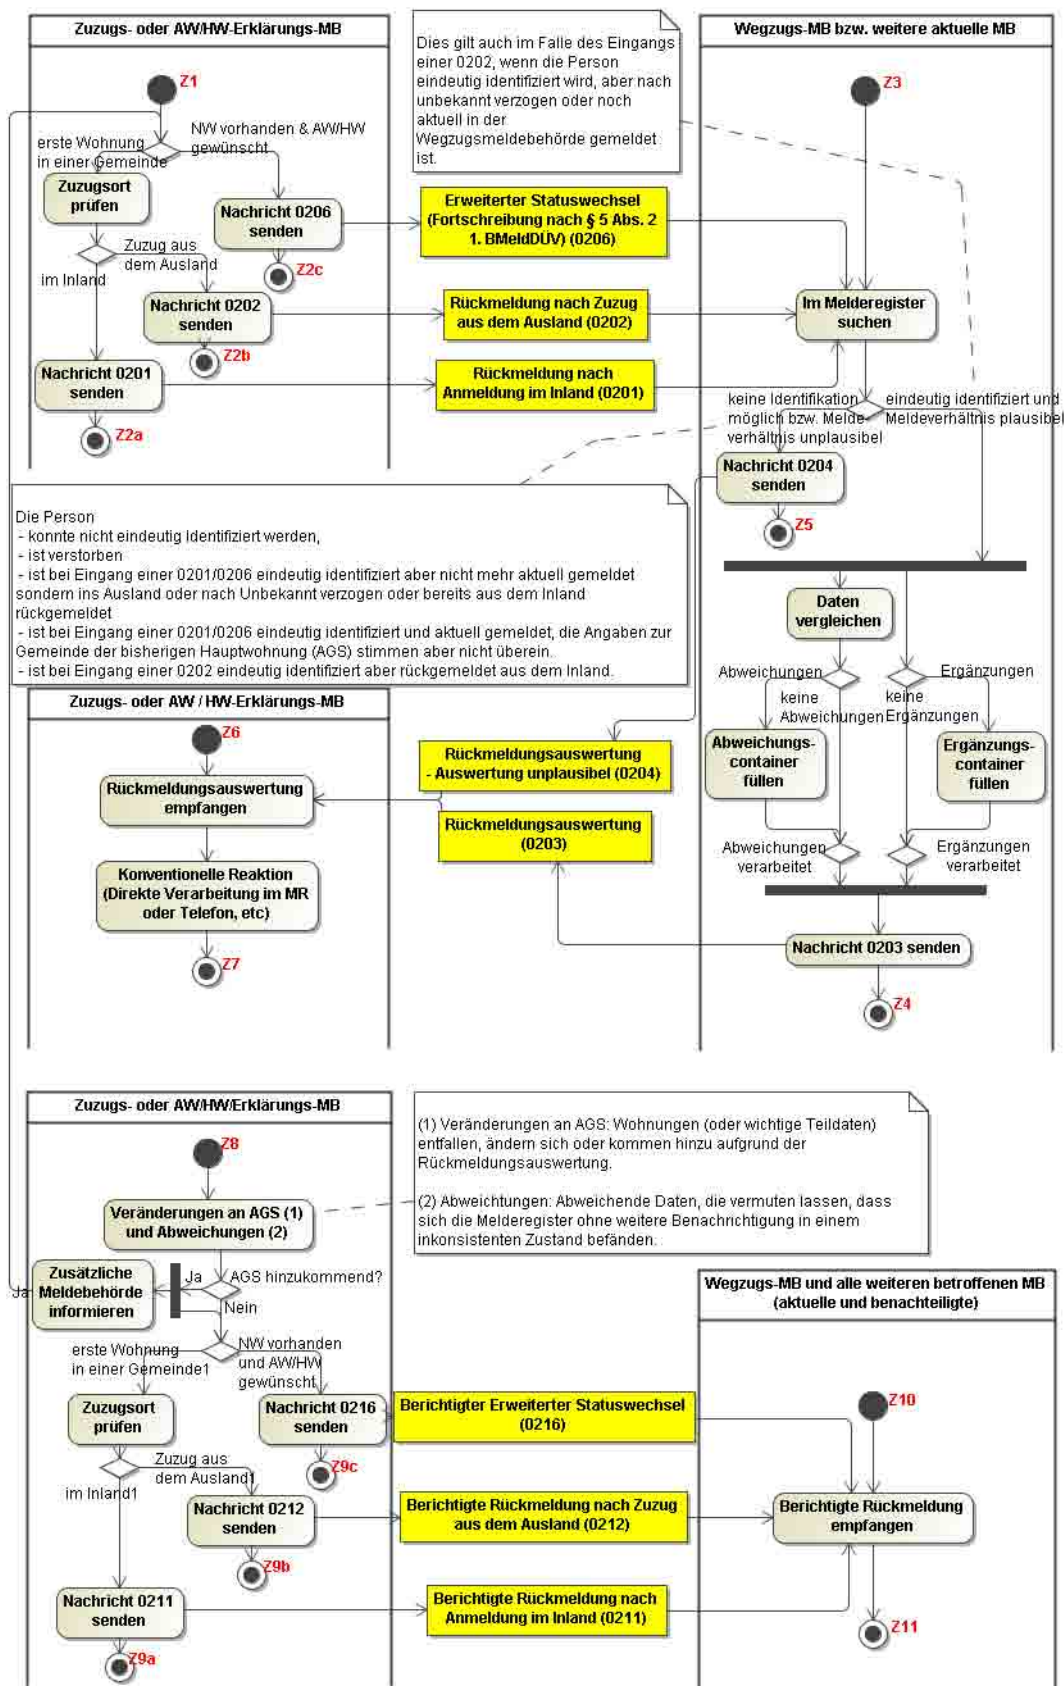 Zuzugs- oder AW/HW-Erklärungs-MB
Z1
erste Wohnung
in einer Gemeinde
NW vorhanden & AW/HW
gewünscht
Zuzugsort
prüfen
Nachricht 0206
senden
Z2c
Zuzug aus
dem Ausland
im Inland
Nachricht 0202
senden
Z2b
Nachricht 0201
senden
Z2a
Dies gilt auch im Falle des Eingangs
einer 0202, wenn die Person
eindeutig identifiziert wird, aber nach
unbekannt verzogen oder noch
aktuell in der
Wegzugsmeldebehörde gemeldet
ist.
Erweiterter Statuswechsel
(Fortschreibung nach § 5 Abs. 2
1. BMeldDÜV) (0206)
Rückmeldung nach Zuzug
aus dem Ausland (0202)
Rückmeldung nach
Anmeldung im Inland (0201)
Wegzugs-MB bzw. weitere aktuelle MB
Z3
Im Melderegister
suchen
keine Identifikation
möglich bzw. Melde-
verhältnis unplausibel
eindeutig identifiziert und
Meldeverhältnis plausibel
Nachricht 0204
senden
Z5
Daten
vergleichen
Abweichungen
keine
Abweichungen
Ergänzungen
keine
Ergänzungen
Abweichungs-
container
füllen
Ergänzungs-
container
füllen
Abweichungen
verarbeitet
Ergänzungen
verarbeitet
Nachricht 0203 senden
Z4
Die Person
- konnte nicht eindeutig Identifiziert werden,
- ist verstorben
- ist bei Eingang einer 0201/0206 eindeutig identifiziert aber nicht mehr aktuell gemeldet
sondern ins Ausland oder nach Unbekannt verzogen oder bereits aus dem Inland
rückgemeldet
- ist bei Eingang einer 0201/0206 eindeutig identifiziert und aktuell gemeldet, die Angaben zur
Gemeinde der bisherigen Hauptwohnung (AGS) stimmen aber nicht überein.
- ist bei Eingang einer 0202 eindeutig identifiziert aber rückgemeldet aus dem Inland.
Zuzugs- oder AW / HW-Erklärungs-MB
Z6
Rückmeldungsauswertung
empfangen
Konventionelle Reaktion
(Direkte Verarbeitung im MR
oder Telefon, etc)
Z7
Rückmeldungsauswertung
- Auswertung unplausibel (0204)
Rückmeldungsauswertung
(0203)
Zuzugs- oder AW/HW/Erklärungs-MB
Z8
Veränderungen an AGS (1)
und Abweichungen (2)
(1) Veränderungen an AGS: Wohnungen (oder wichtige Teildaten)
entfallen, ändern sich oder kommen hinzu aufgrund der
Rückmeldungsauswertung.
(2) Abweichtungen: Abweichende Daten, die vermuten lassen, dass
sich die Melderegister ohne weitere Benachrichtigung in einem
inkonsistenten Zustand befänden.
Ja
Zusätzliche
Meldebehörde
informieren
Ja
AGS hinzukommend?
Nein
erste Wohnung
in einer Gemeinde1
NW vorhanden
und AW/HW
gewünscht
Zuzugsort
prüfen
Nachricht 0216
senden
Z9c
Zuzug aus
dem Ausland1
im Inland1
Nachricht 0212
senden
Z9b
Nachricht 0211
senden
Z9a
Berichtigter Erweiterter Statuswechsel
(0216)
Berichtigte Rückmeldung nach Zuzug
aus dem Ausland (0212)
Berichtigte Rückmeldung nach
Anmeldung im Inland (0211)
Wegzugs-MB und alle weiteren betroffenen MB
(aktuelle und benachteiligte)
Z10
Berichtigte Rückmeldung
empfangen
Z11